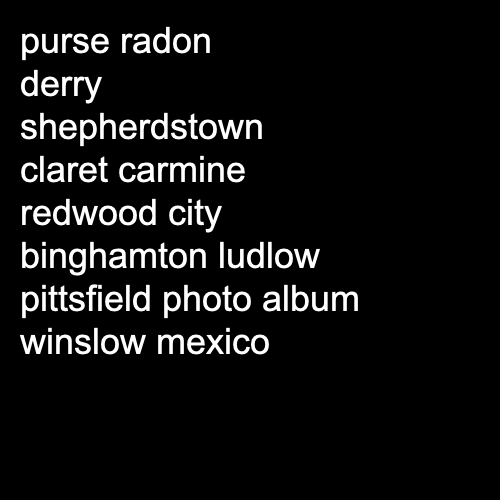 purse radon
derry
shepherdstown
claret carmine
redwood city
binghamton ludlow
pittsfield photo album
winslow mexico